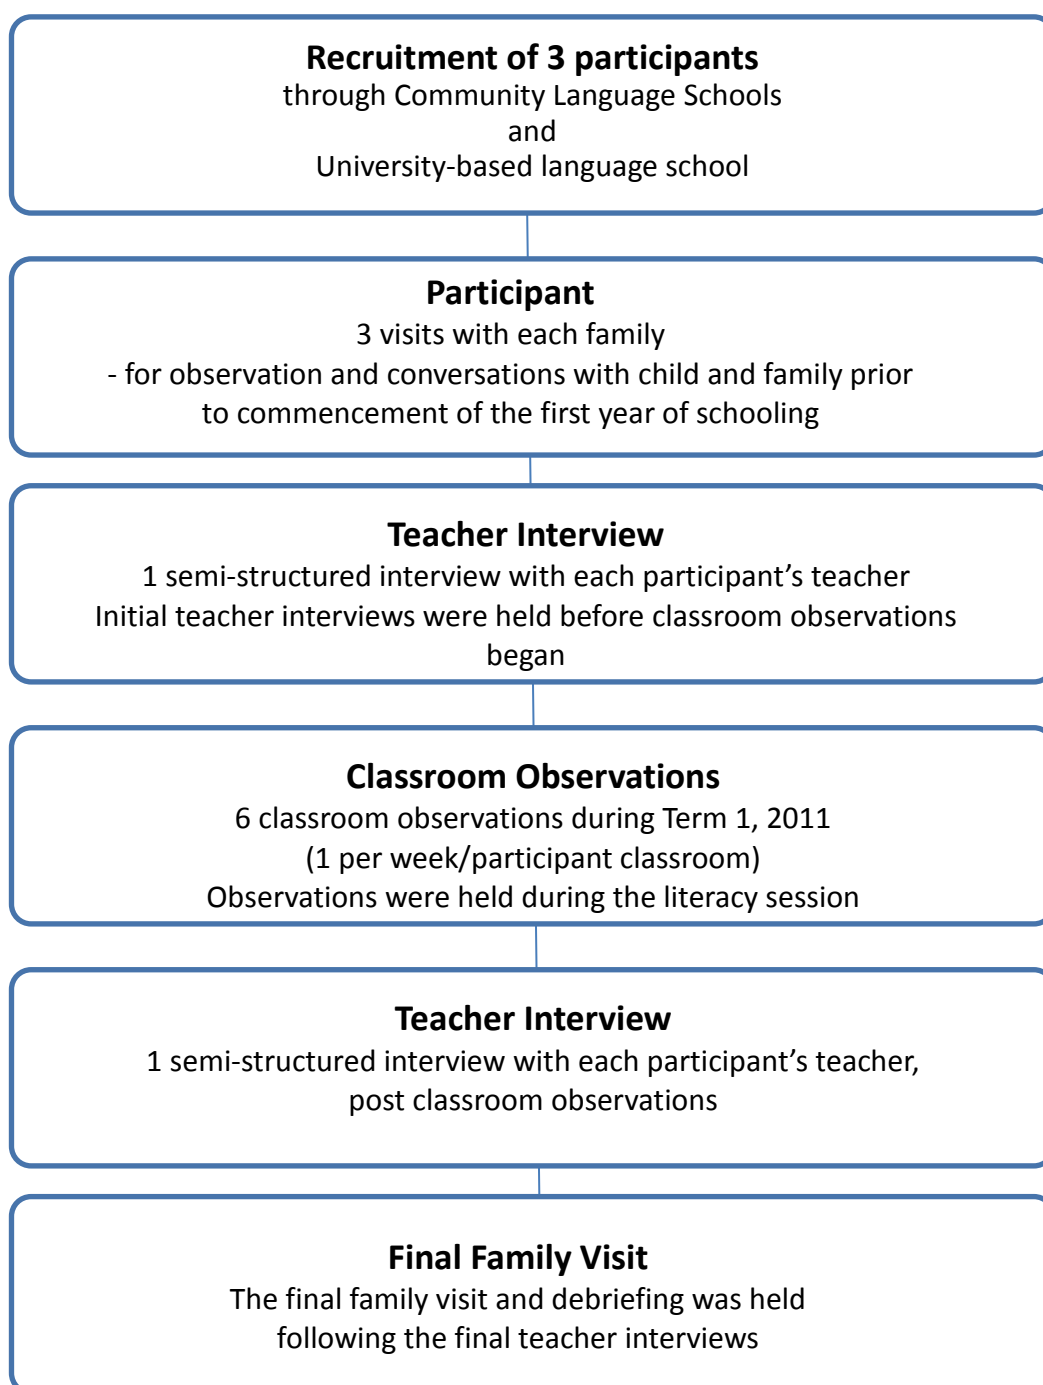 Recruitment of 3 participants
through Community Language Schools
and
University-based language school
Participant
3 visits with each family
- for observation and conversations with child and family prior
to commencement of the first year of schooling
Teacher Interview
1 semi-structured interview with each participant’s teacher
Initial teacher interviews were held before classroom observations
began
Classroom Observations
6 classroom observations during Term 1, 2011
(1 per week/participant classroom)
Observations were held during the literacy session
Teacher Interview
1 semi-structured interview with each participant’s teacher,
post classroom observations
Final Family Visit
The final family visit and debriefing was held
following the final teacher interviews